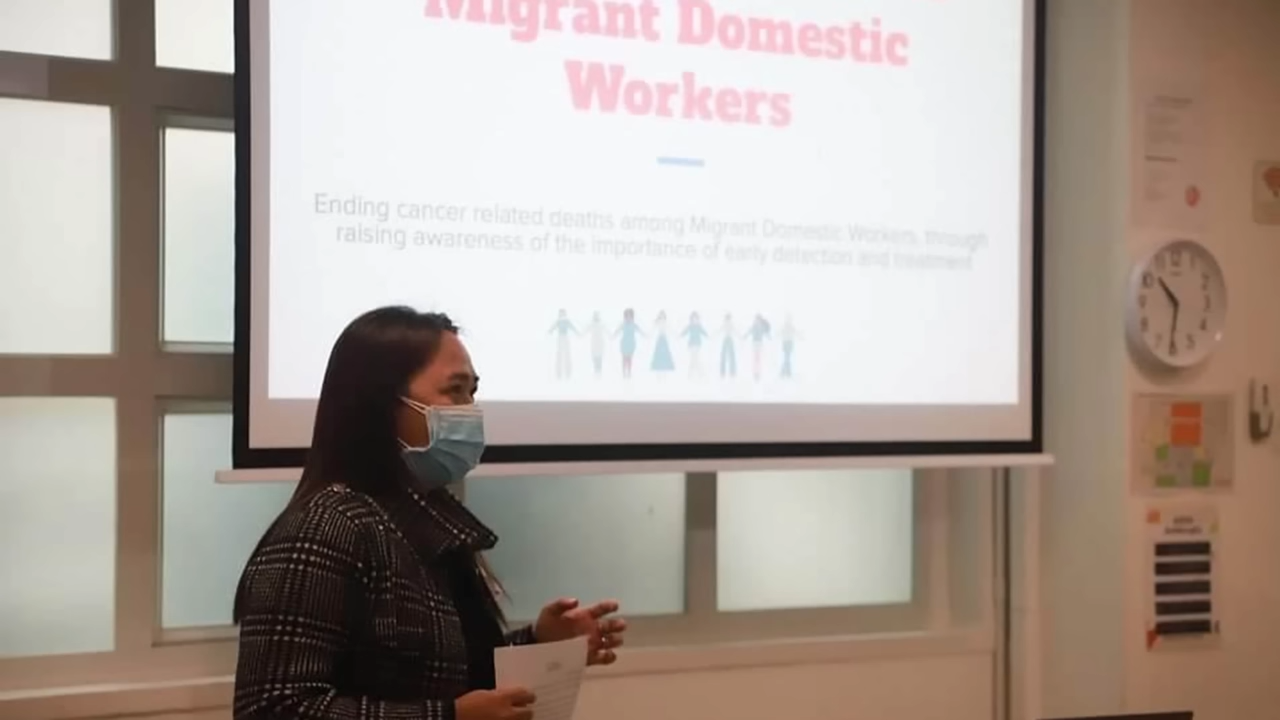 Migrant Domestic
Workers
Ending cancer related deaths among Migrant Domestic Workers, through
raising awareness of the importance of early detection and treatment